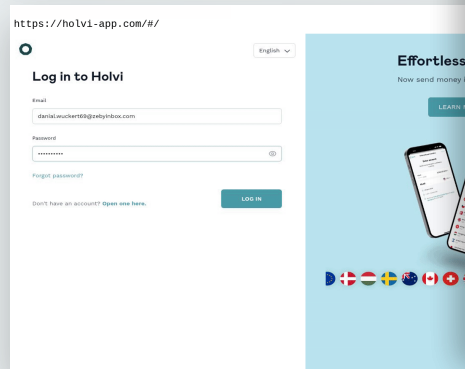 https://holvi-app.com/#/
English
Log in to Holvi
Email
danial.wuckert69@zebyinbox.com
Password
Forgot password?
Don't have an account? Open one here.
LOG IN
Effortless
Now send money i
LEARN